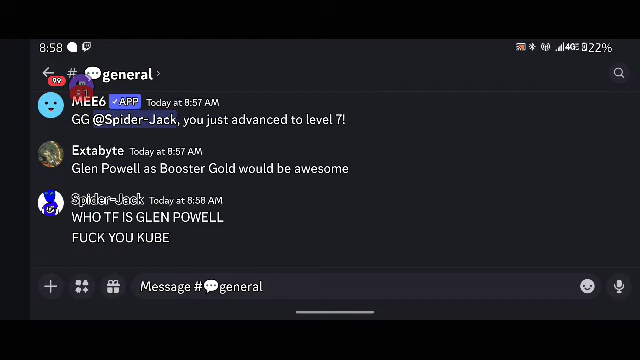 8:58 4GE 22%
99 # 💬general ›
MEE6 ✓APP Today at 8:57 AM
GG @Spider-Jack, you just advanced to level 7!
Extabyte Today at 8:57 AM
Glen Powell as Booster Gold would be awesome
Spider-Jack Today at 8:58 AM
WHO TF IS GLEN POWELL
FUCK YOU KUBE
Message #💬general